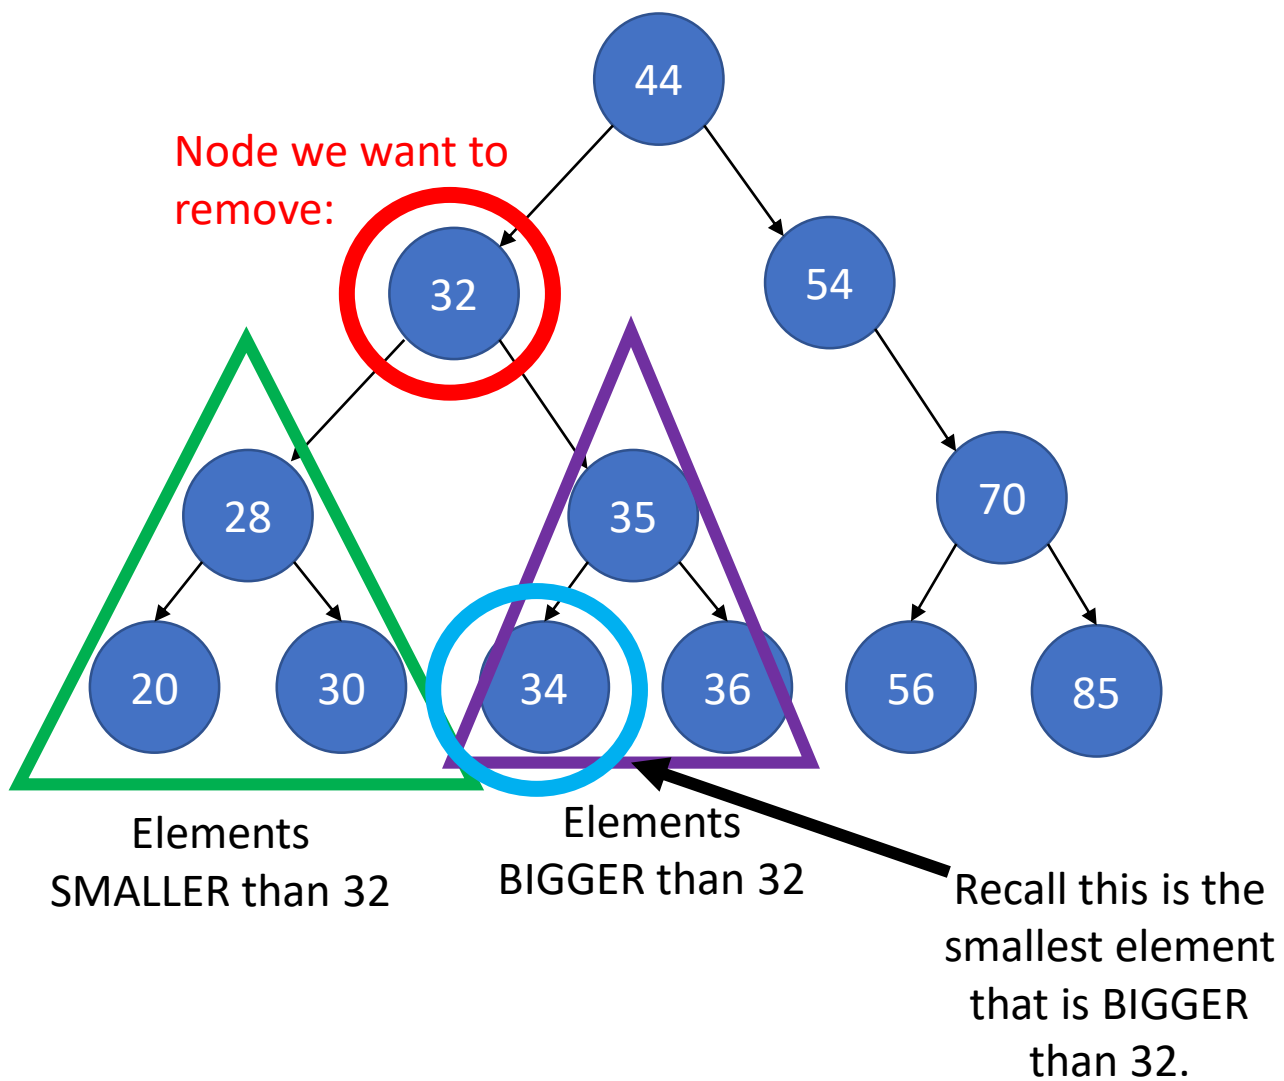 44
Node we want to
remove:
32
54
28
35
70
20
30
34
36
56
85
Elements
SMALLER than 32
Elements
BIGGER than 32
Recall this is the
smallest element
that is BIGGER
than 32.